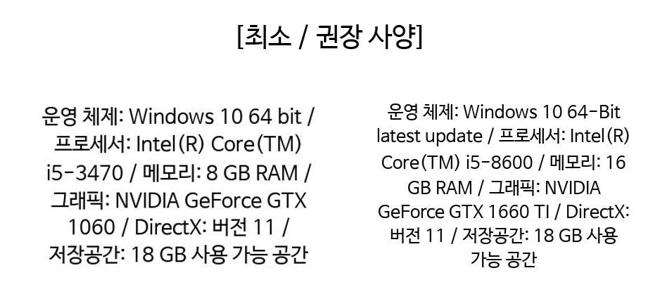 [최소 / 권장 사양]
운영 체제: Windows 10 64 bit /
프로세서: Intel(R) Core(TM)
i5-3470 / 메모리: 8 GB RAM /
그래픽: NVIDIA GeForce GTX
1060 / DirectX: 버전 11 /
저장공간: 18 GB 사용 가능 공간
운영 체제: Windows 10 64-Bit
latest update / 프로세서: Intel(R)
Core(TM) i5-8600 / 메모리: 16
GB RAM / 그래픽: NVIDIA
GeForce GTX 1660 TI / DirectX:
버전 11 / 저장공간: 18 GB 사용
가능 공간